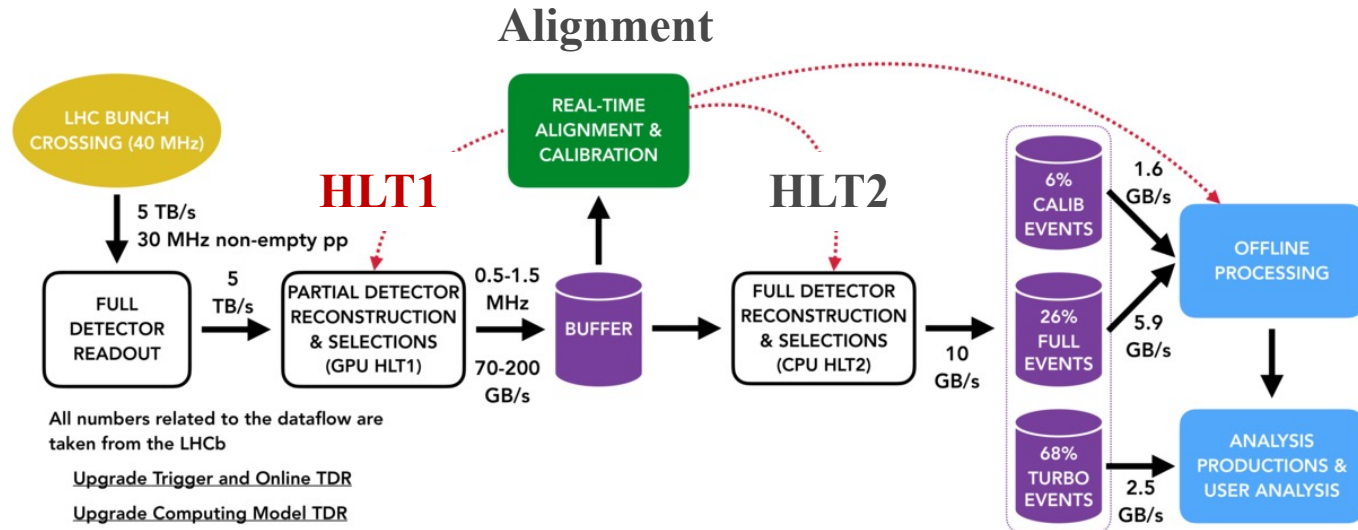 Alignment
LHC BUNCH
CROSSING (40 MHz)
REAL-TIME
ALIGNMENT &
CALIBRATION
HLT1
HLT2
5 TB/s
30 MHz non-empty pp
FULL
DETECTOR
READOUT
5
TB/s
PARTIAL DETECTOR
RECONSTRUCTION
& SELECTIONS
(GPU HLT1)
0.5-1.5
MHz
70-200
GB/s
BUFFER
FULL DETECTOR
RECONSTRUCTION
& SELECTIONS
(CPU HLT2)
10
GB/s
6%
CALIB
EVENTS
1.6
GB/s
26%
FULL
EVENTS
5.9
GB/s
68%
TURBO
EVENTS
2.5
GB/s
OFFLINE
PROCESSING
ANALYSIS
PRODUCTIONS &
USER ANALYSIS
All numbers related to the dataflow are
taken from the LHCb
Upgrade Trigger and Online TDR
Upgrade Computing Model TDR